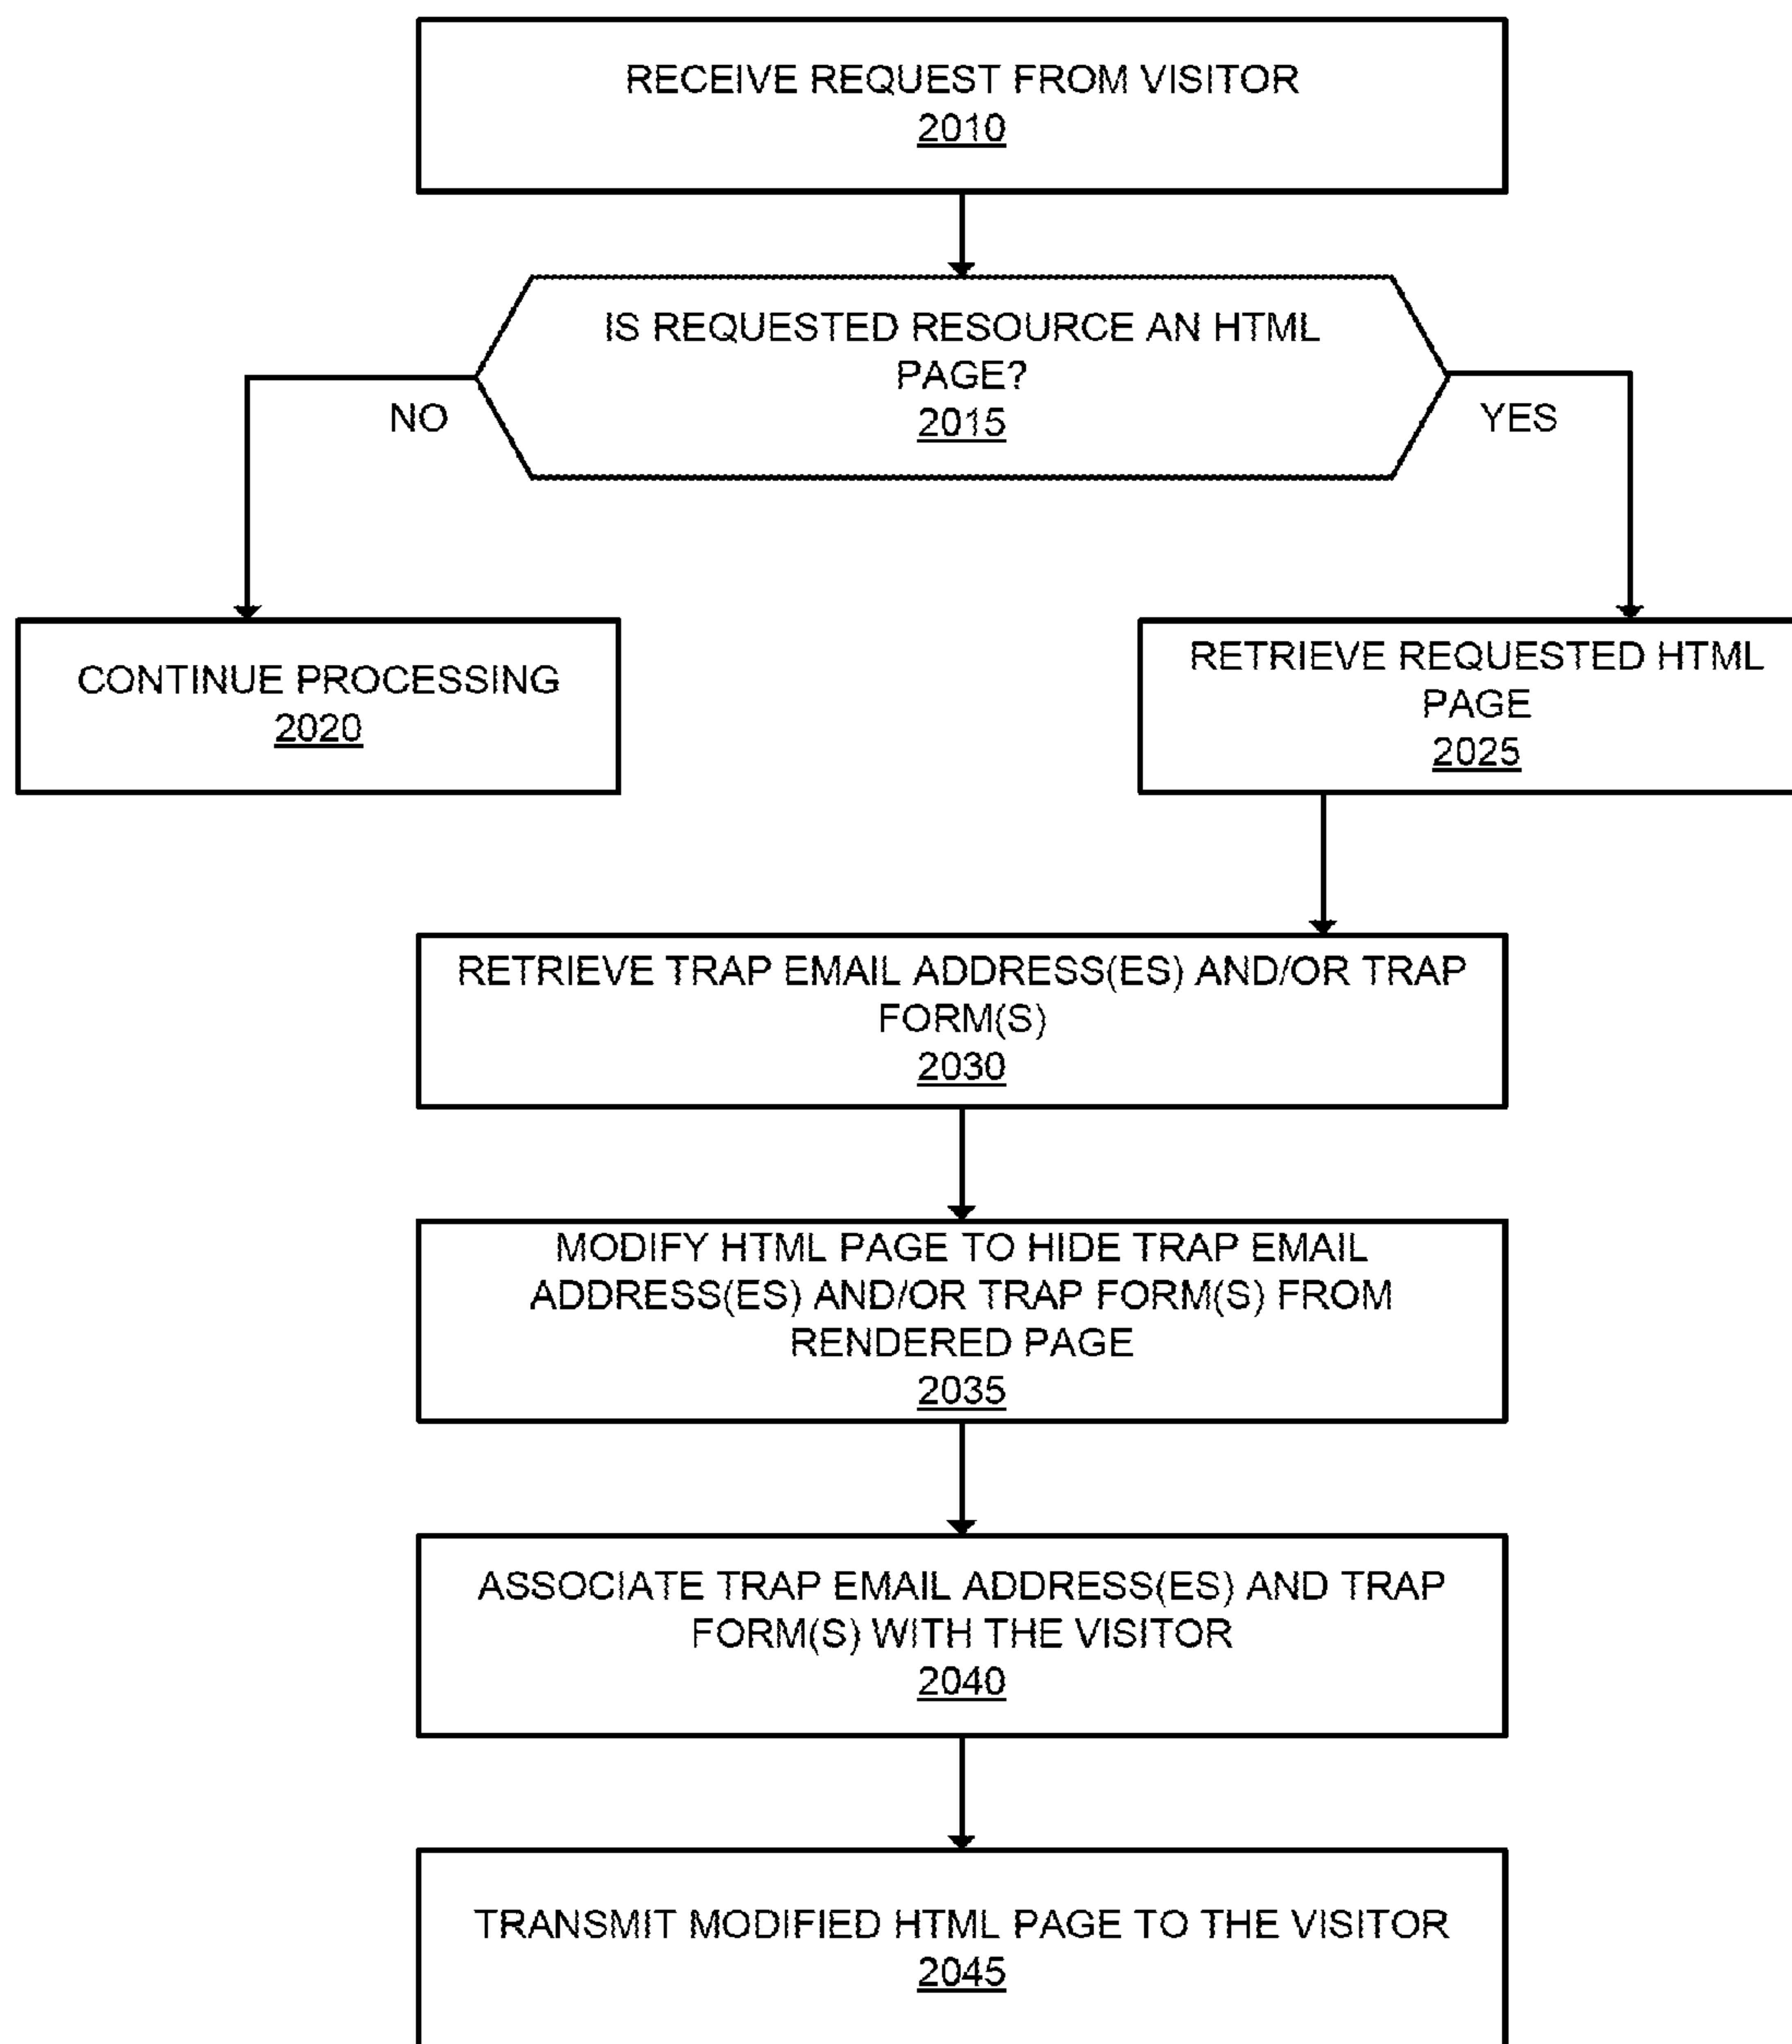 RECEIVE REQUEST FROM VISITOR
2010
IS REQUESTED RESOURCE AN HTML
PAGE?
2015
NO
YES
CONTINUE PROCESSING
2020
RETRIEVE REQUESTED HTML
PAGE
2025
RETRIEVE TRAP EMAIL ADDRESS(ES) AND/OR TRAP
FORM(S)
2030
MODIFY HTML PAGE TO HIDE TRAP EMAIL
ADDRESS(ES) AND/OR TRAP FORM(S) FROM
RENDERED PAGE
2035
ASSOCIATE TRAP EMAIL ADDRESS(ES) AND TRAP
FORM(S) WITH THE VISITOR
2040
TRANSMIT MODIFIED HTML PAGE TO THE VISITOR
2045